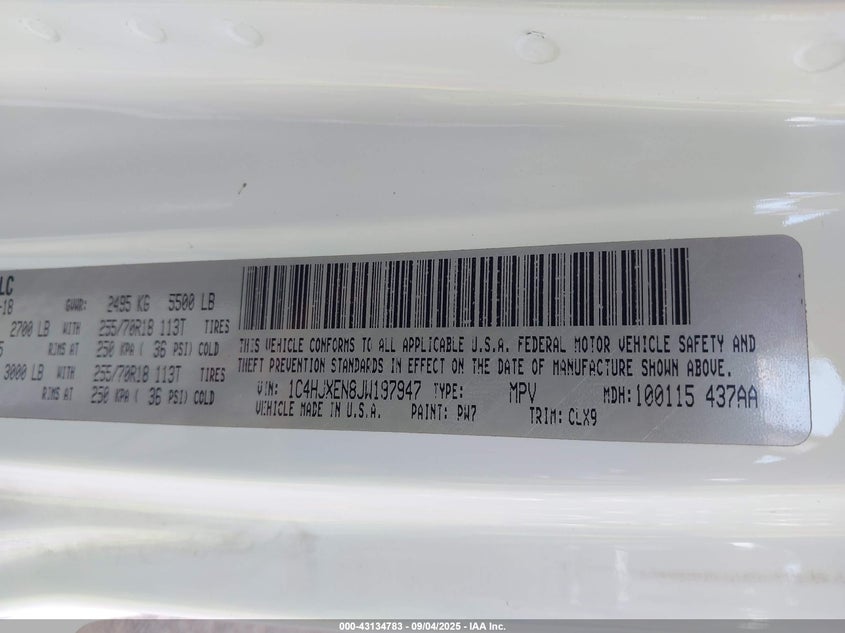 LC
-18 GVWR: 2495 KG 5500 LB
2700 LB WITH 255/70R18 113T TIRES
5 RIMS AT 250 KPA ( 36 PSI) COLD
3000 LB WITH 255/70R18 113T TIRES
RIMS AT 250 KPA ( 36 PSI) COLD
THIS VEHICLE CONFORMS TO ALL APPLICABLE U.S.A. FEDERAL MOTOR VEHICLE SAFETY AND
THEFT PREVENTION STANDARDS IN EFFECT ON THE DATE OF MANUFACTURE SHOWN ABOVE.
VIN: 1C4HJXEN8JW197947 TYPE: MPV MDH: 100115 437AA
VEHICLE MADE IN U.S.A. PAINT: PW7 TRIM: CLX9
000-43134783 - 09/04/2025 - IAA Inc.